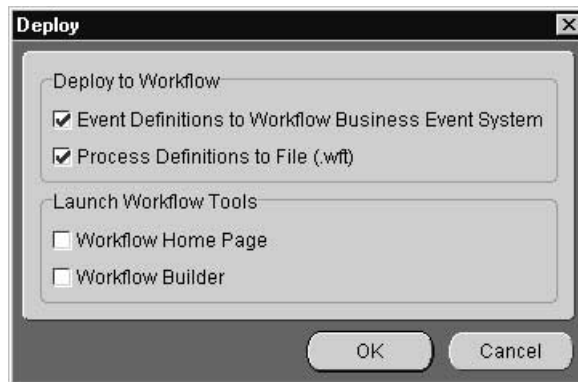 Deploy
Deploy to Workflow
Event Definitions to Workflow Business Event System
Process Definitions to File (.wft)
Launch Workflow Tools
Workflow Home Page
Workflow Builder
OK
Cancel